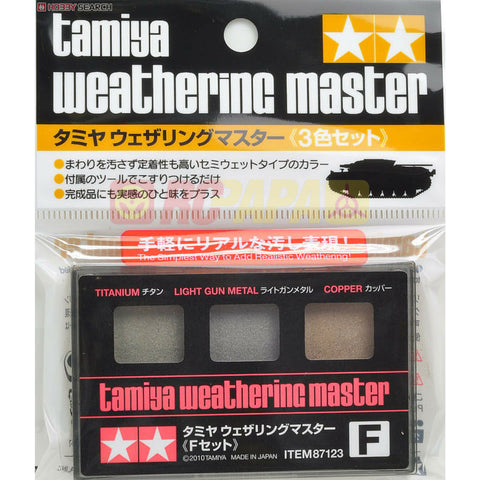 HOBBY SEARCH
tamiya
weathering master
タミヤ ウェザリングマスター《3色セット》
●まわりを汚さず定着性も高いセミウェットタイプのカラー
●付属のツールでこすりつけるだけ
●完成品にも実感のひと味をプラス
RCPAPA
手軽にリアルな汚し表現!
The Simplest Way to Add Realistic Weathering!
TITANIUM チタン LIGHT GUN METAL ライトガンメタル COPPER カッパー
tamiya weathering master
タミヤ ウェザリングマスター
《Fセット》
©2010TAMIYA MADE IN JAPAN ITEM87123
F